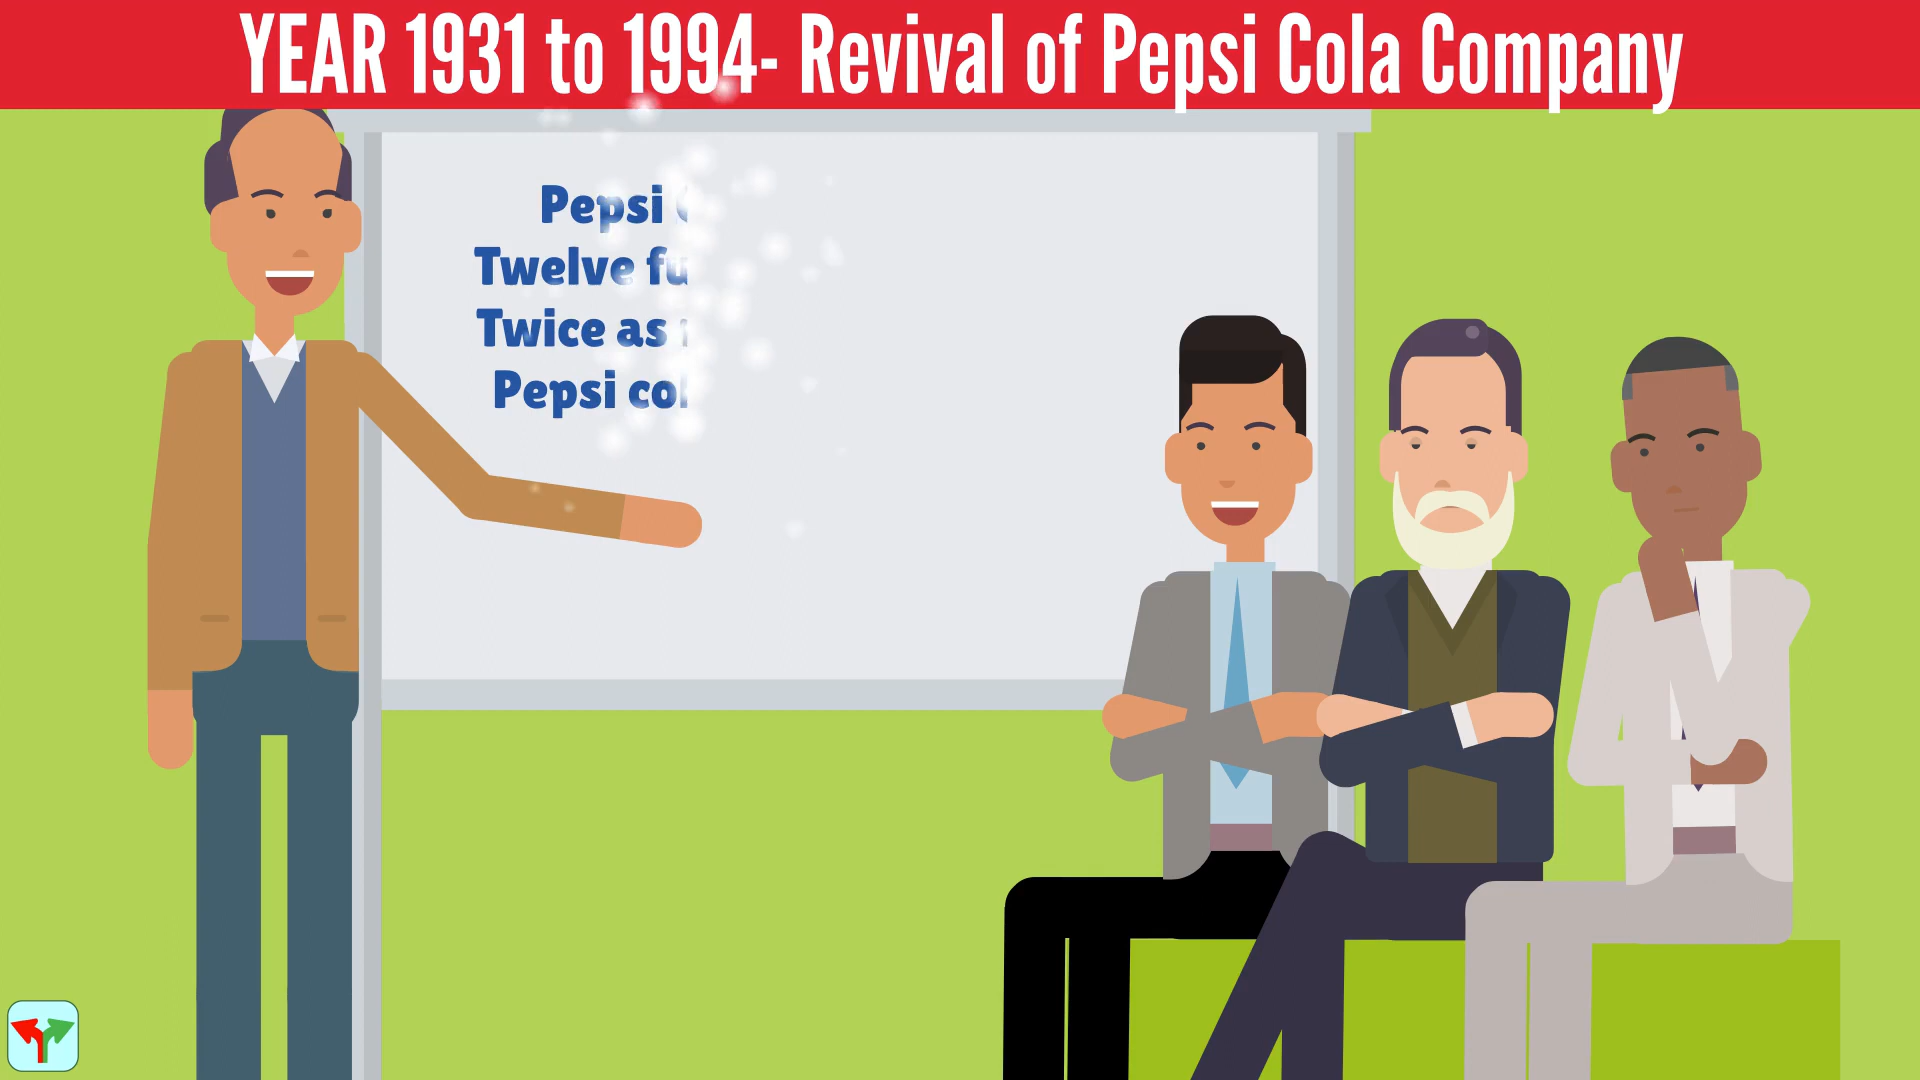 YEAR 1931 to 1994- Revival of Pepsi Cola Company
Pepsi
Twelve
Twice as
Pepsi